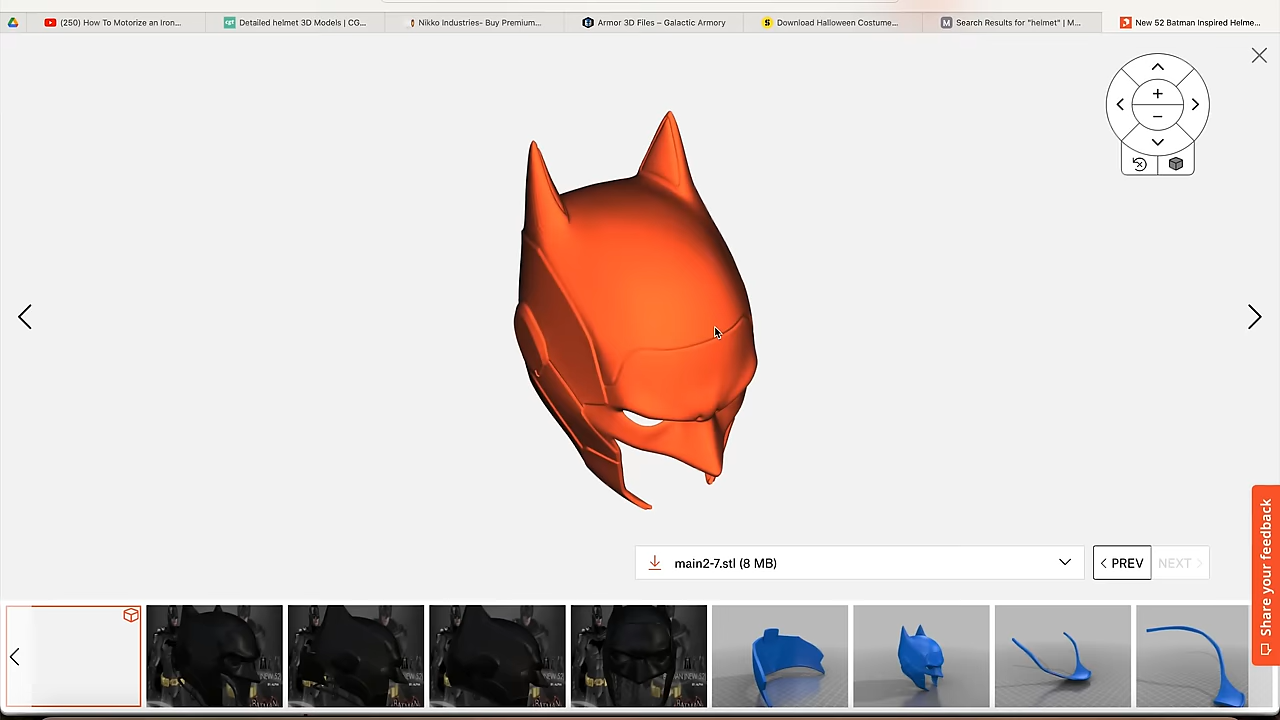 (250) How To Motorize an Iron...
cgt Detailed helmet 3D Models | CG...
Nikko Industries- Buy Premium...
Armor 3D Files – Galactic Armory
S Download Halloween Costume...
M Search Results for "helmet" | M...
New 52 Batman Inspired Helme...
main2-7.stl (8 MB)
PREV
NEXT
Share your feedback